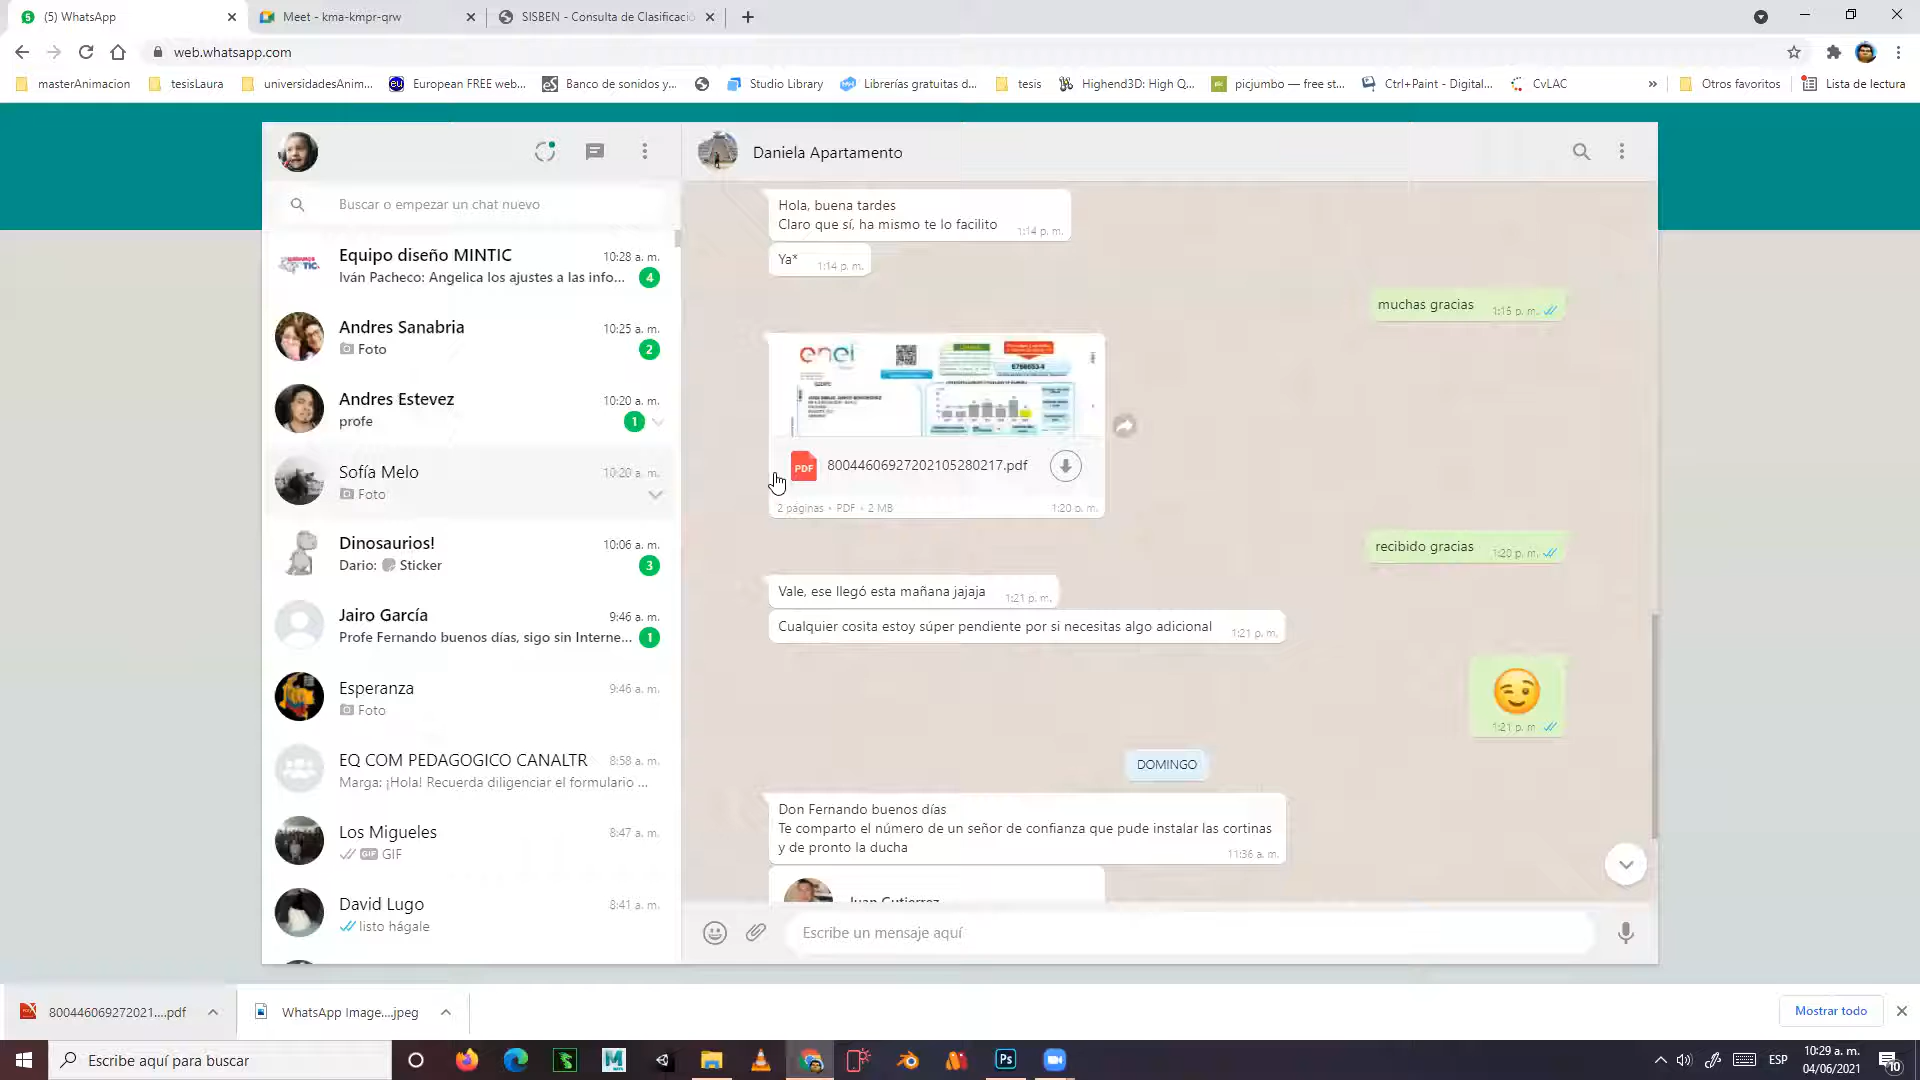 (5) WhatsApp
Meet - kma-kmpr-qrw
SISBEN - Consulta de Clasificació
web.whatsapp.com
masterAnimacion
tesisLaura
universidadesAnim...
European FREE web...
Banco de sonidos y...
Studio Library
Librerías gratuitas d...
tesis
Highend3D: High Q...
picjumbo — free st...
Ctrl+Paint - Digital...
CvLAC
»
Otros favoritos
Lista de lectura
Daniela Apartamento
Buscar o empezar un chat nuevo
Equipo diseño MINTIC
10:28 a. m.
Iván Pacheco: Angelica los ajustes a las info...
4
Andres Sanabria
10:25 a. m.
Foto
2
Andres Estevez
10:20 a. m.
profe
1
Sofía Melo
10:20 a. m.
Foto
Dinosaurios!
10:06 a. m.
Dario: Sticker
3
Jairo García
9:46 a. m.
Profe Fernando buenos días, sigo sin Interne...
1
Esperanza
9:46 a. m.
Foto
EQ COM PEDAGOGICO CANALTR
8:58 a. m.
Marga: ¡Hola! Recuerda diligenciar el formulario ...
Los Migueles
8:47 a. m.
GIF GIF
David Lugo
8:41 a. m.
listo hágale
Hola, buena tardes
Claro que sí, ha mismo te lo facilito
1:14 p. m.
Ya*
1:14 p. m.
muchas gracias
1:15 p. m.
enel
PDF
80044606927202105280217.pdf
2 páginas • PDF • 2 MB
1:20 p. m.
recibido gracias
1:20 p. m.
Vale, ese llegó esta mañana jajaja
1:21 p. m.
Cualquier cosita estoy súper pendiente por si necesitas algo adicional
1:21 p. m.
1:21 p. m
DOMINGO
Don Fernando buenos días
Te comparto el número de un señor de confianza que pude instalar las cortinas
y de pronto la ducha
11:36 a. m.
Juan Gutierrez
Escribe un mensaje aquí
800446069272021....pdf
WhatsApp Image....jpeg
Mostrar todo
Escribe aquí para buscar
Ps
ESP
10:29 a. m.
04/06/2021
10